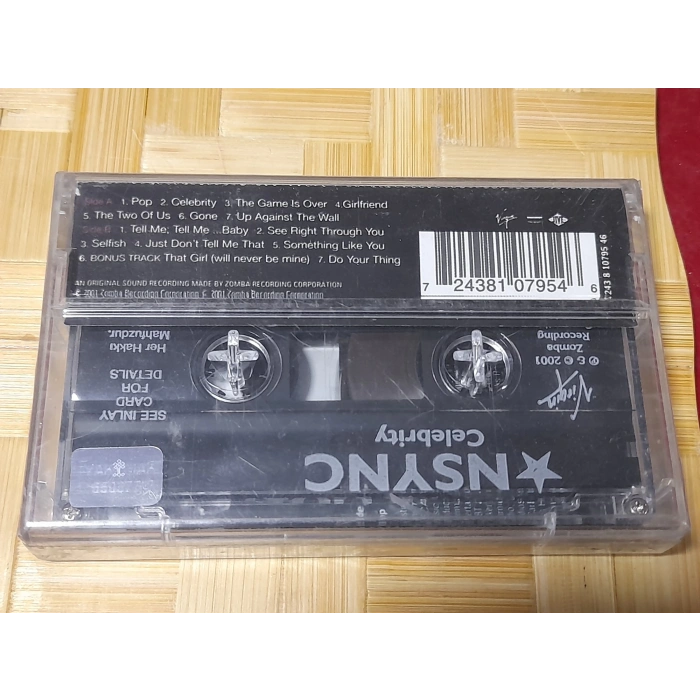 Side A 1. Pop 2. Celebrity 3. The Game Is Over 4. Girlfriend
5. The Two Of Us 6. Gone 7. Up Against The Wall
Side B 1. Tell Me, Tell Me ...Baby 2. See Right Through You
3. Selfish 4. Just Don't Tell Me That 5. Something Like You
6. BONUS TRACK That Girl (will never be mine) 7. Do Your Thing
AN ORIGINAL SOUND RECORDING MADE BY ZOMBA RECORDING CORPORATION
℗ 2001 Zomba Recording Corporation. © 2001 Zomba Recording Corporation
Virgin
JIVE
7 24381 07954 6
7243 8 10795 46
★NSYNC
Celebrity
SEE INLAY
CARD
FOR
DETAILS
Her Hakkı
Mahfuzdur.
Virgin
℗ & © 2001
Zomba
Recording